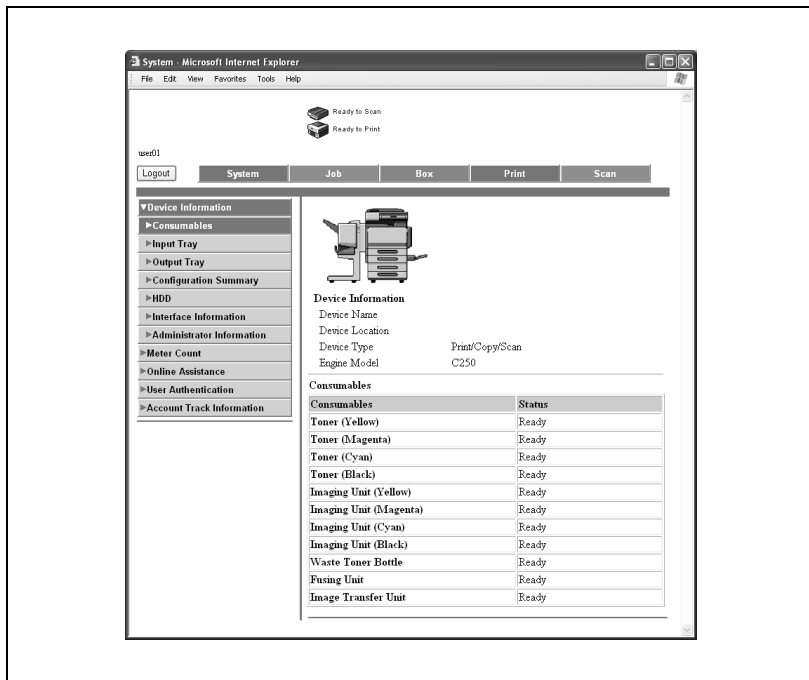 System - Microsoft Internet Explorer
File Edit View Favorites Tools Help
Ready to Scan
Ready to Print
user01
Logout System Job Box Print Scan
Device Information
Consumables
Input Tray
Output Tray
Configuration Summary
HDD
Interface Information
Administrator Information
Meter Count
Online Assistance
User Authentication
Account Track Information
Device Information
Device Name
Device Location
Device Type Print/Copy/Scan
Engine Model C250
Consumables
Consumables Status
Toner (Yellow) Ready
Toner (Magenta) Ready
Toner (Cyan) Ready
Toner (Black) Ready
Imaging Unit (Yellow) Ready
Imaging Unit (Magenta) Ready
Imaging Unit (Cyan) Ready
Imaging Unit (Black) Ready
Waste Toner Bottle Ready
Fusing Unit Ready
Image Transfer Unit Ready